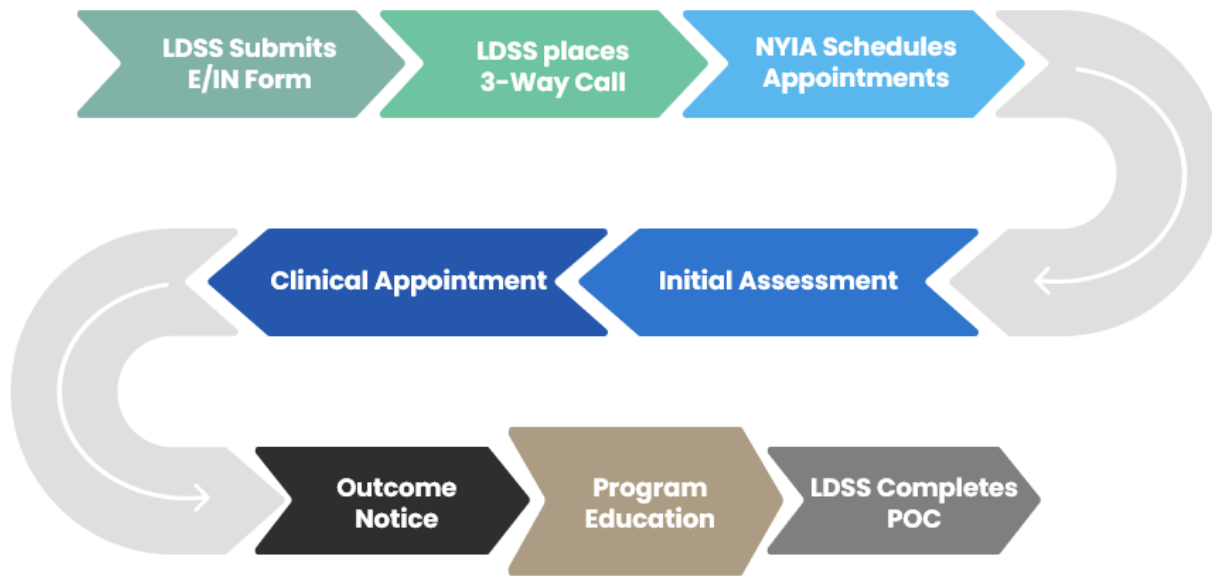 LDSS Submits
E/IN Form
LDSS places
3-Way Call
NYIA Schedules
Appointments
Initial Assessment
Clinical Appointment
Outcome
Notice
Program
Education
LDSS Completes
POC